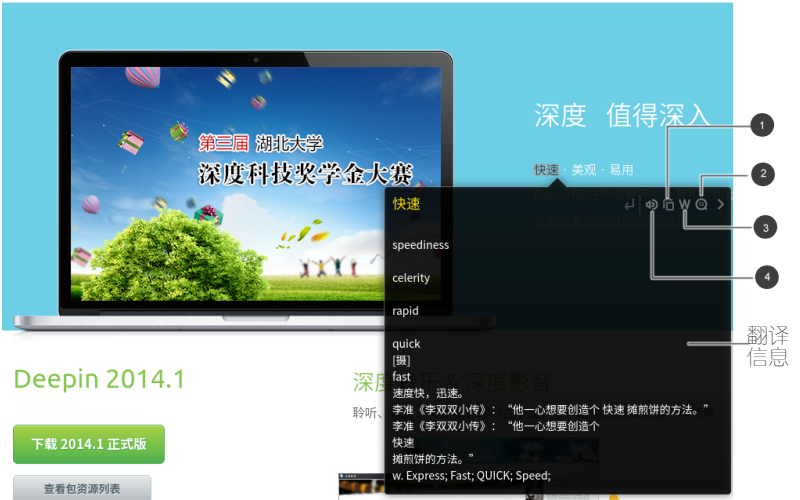 第三届 湖北大学
深度科技奖学金大赛
深度 值得深入
快速 · 美观 · 易用
1
2
3
4
快速
W
speediness
celerity
rapid
quick
[摄]
fast
速度快，迅速。
李准《李双双小传》：“他一心想要创造个 快速 摊煎饼的方法。”
李准《李双双小传》：“他一心想要创造个
快速
摊煎饼的方法。”
w. Express; Fast; QUICK; Speed;
翻译
信息
Deepin 2014.1
下载 2014.1 正式版
查看包资源列表
深度音乐 & 深度影音
聆听、